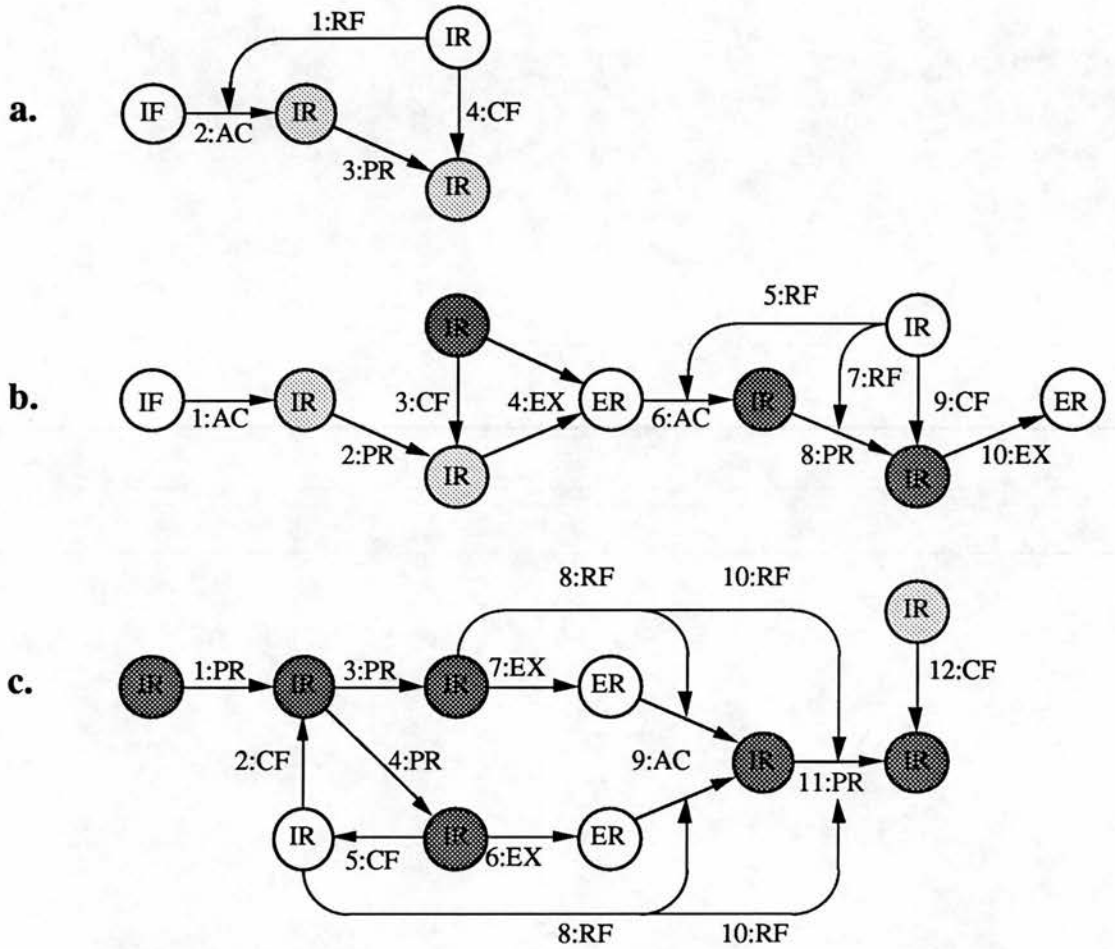 1:RF
IR
a.
IF
IR
2:AC
4:CF
3:PR
IR
5:RF
IR
IR
b.
IF
IR
ER
IR
ER
1:AC
3:CF
4:EX
6:AC
7:RF
9:CF
2:PR
8:PR
10:EX
IR
IR
8:RF
10:RF
IR
c.
IR
1:PR
IR
3:PR
IR
7:EX
ER
12:CF
2:CF
4:PR
9:AC
IR
11:PR
IR
IR
5:CF
IR
6:EX
ER
8:RF
10:RF